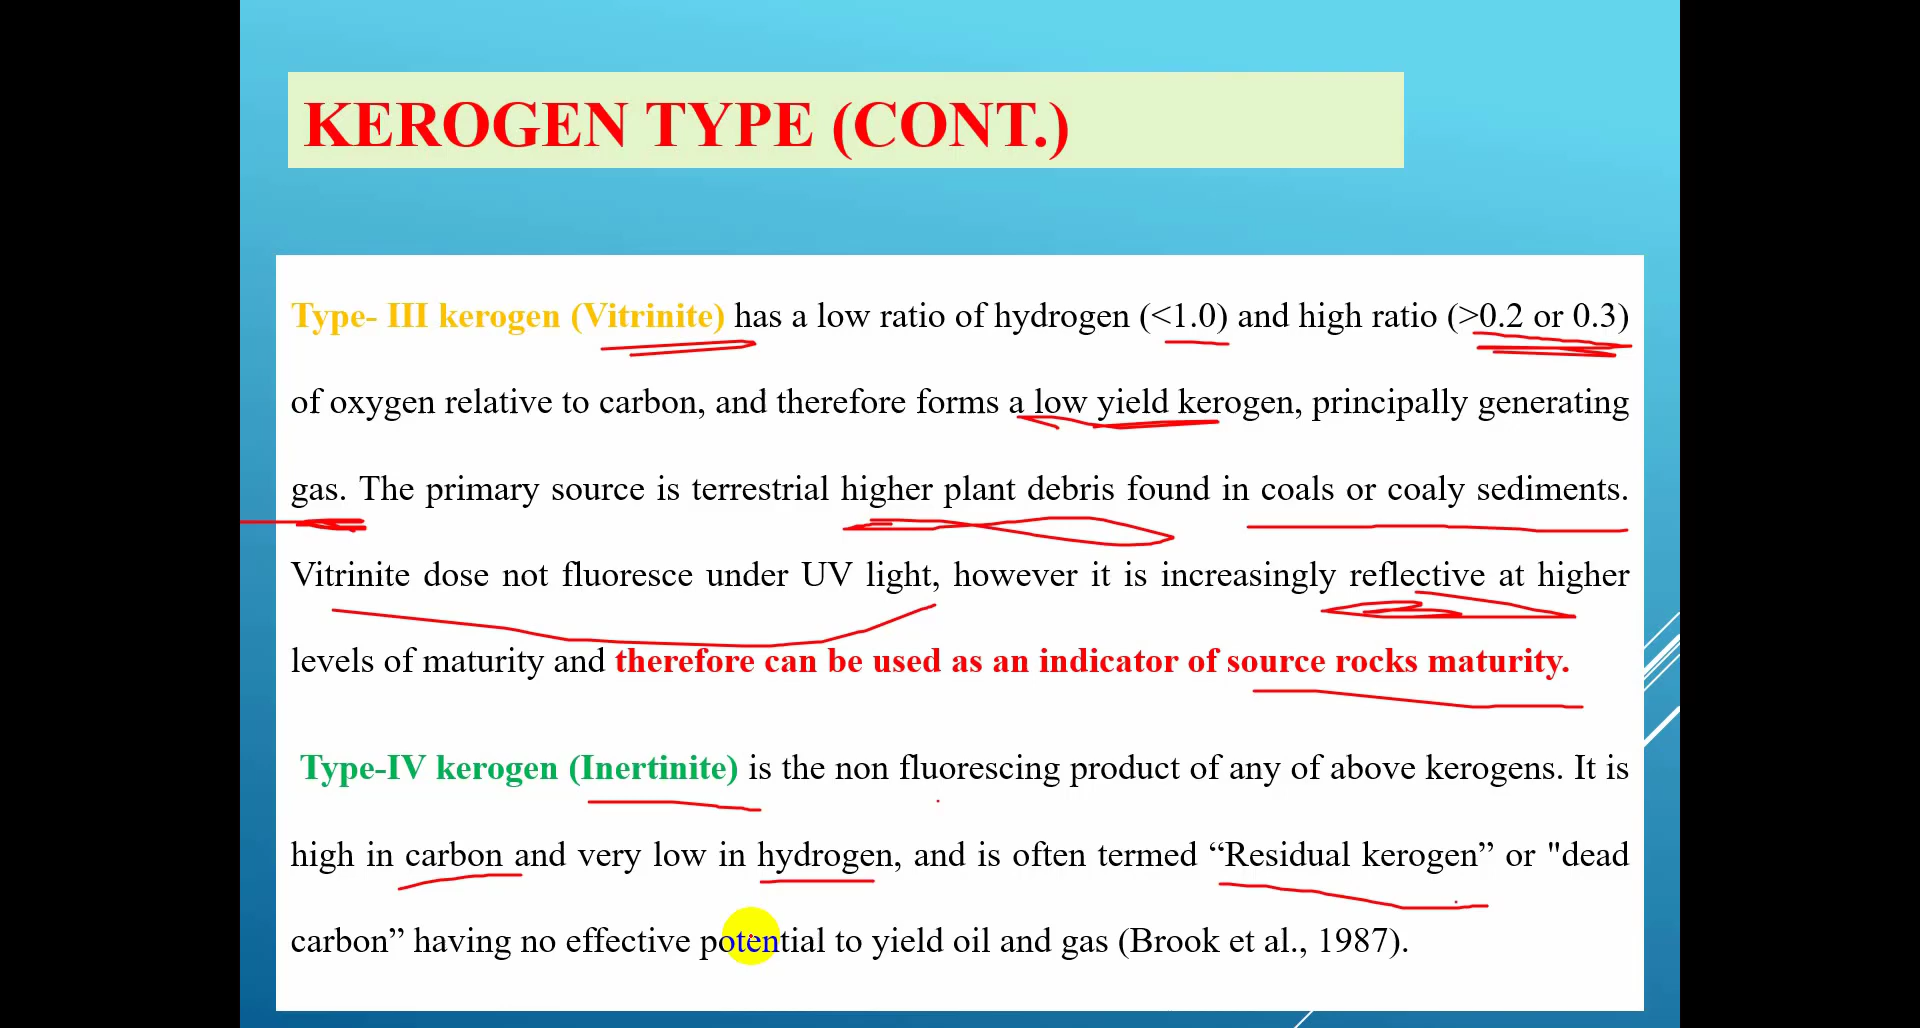 KEROGEN TYPE (CONT.)
Type- III kerogen (Vitrinite) has a low ratio of hydrogen (<1.0) and high ratio (>0.2 or 0.3)
of oxygen relative to carbon, and therefore forms a low yield kerogen, principally generating
gas. The primary source is terrestrial higher plant debris found in coals or coaly sediments.
Vitrinite dose not fluoresce under UV light, however it is increasingly reflective at higher
levels of maturity and therefore can be used as an indicator of source rocks maturity.
Type-IV kerogen (Inertinite) is the non fluorescing product of any of above kerogens. It is
high in carbon and very low in hydrogen, and is often termed “Residual kerogen” or "dead
carbon” having no effective potential to yield oil and gas (Brook et al., 1987).